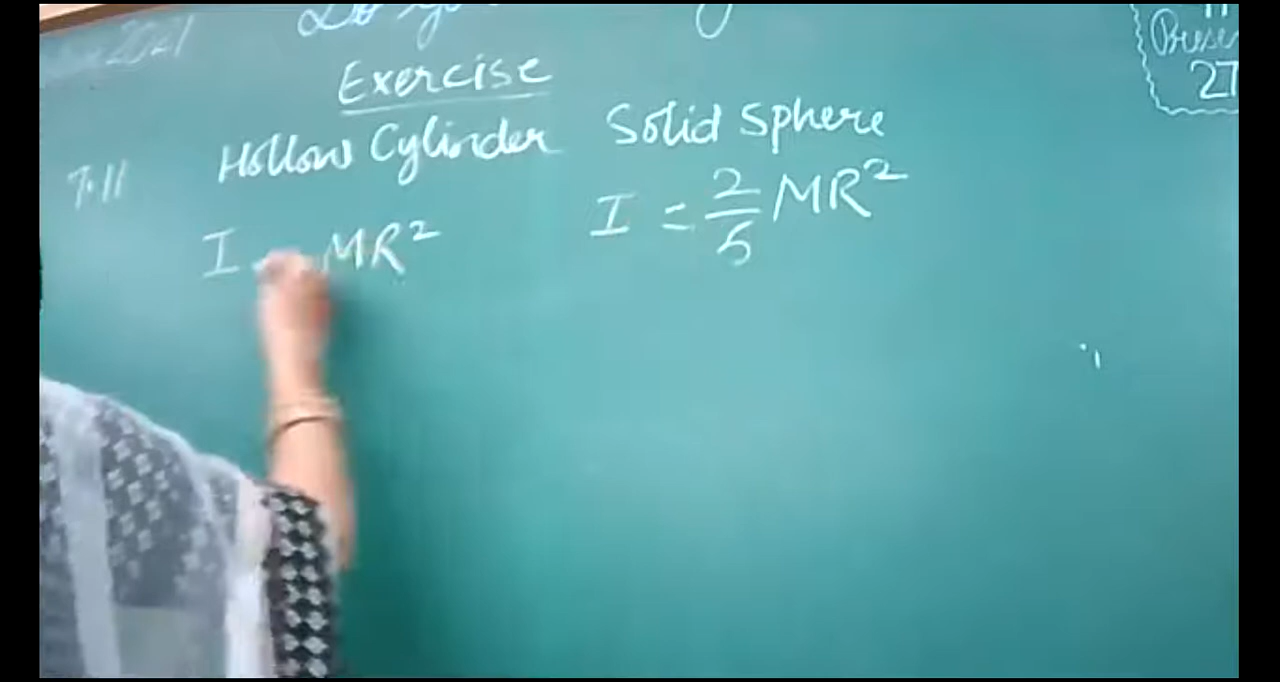 2021
Exercise
Hollow Cylinder Solid Sphere
7.11
I = MR²
I = 2/5 MR²
27